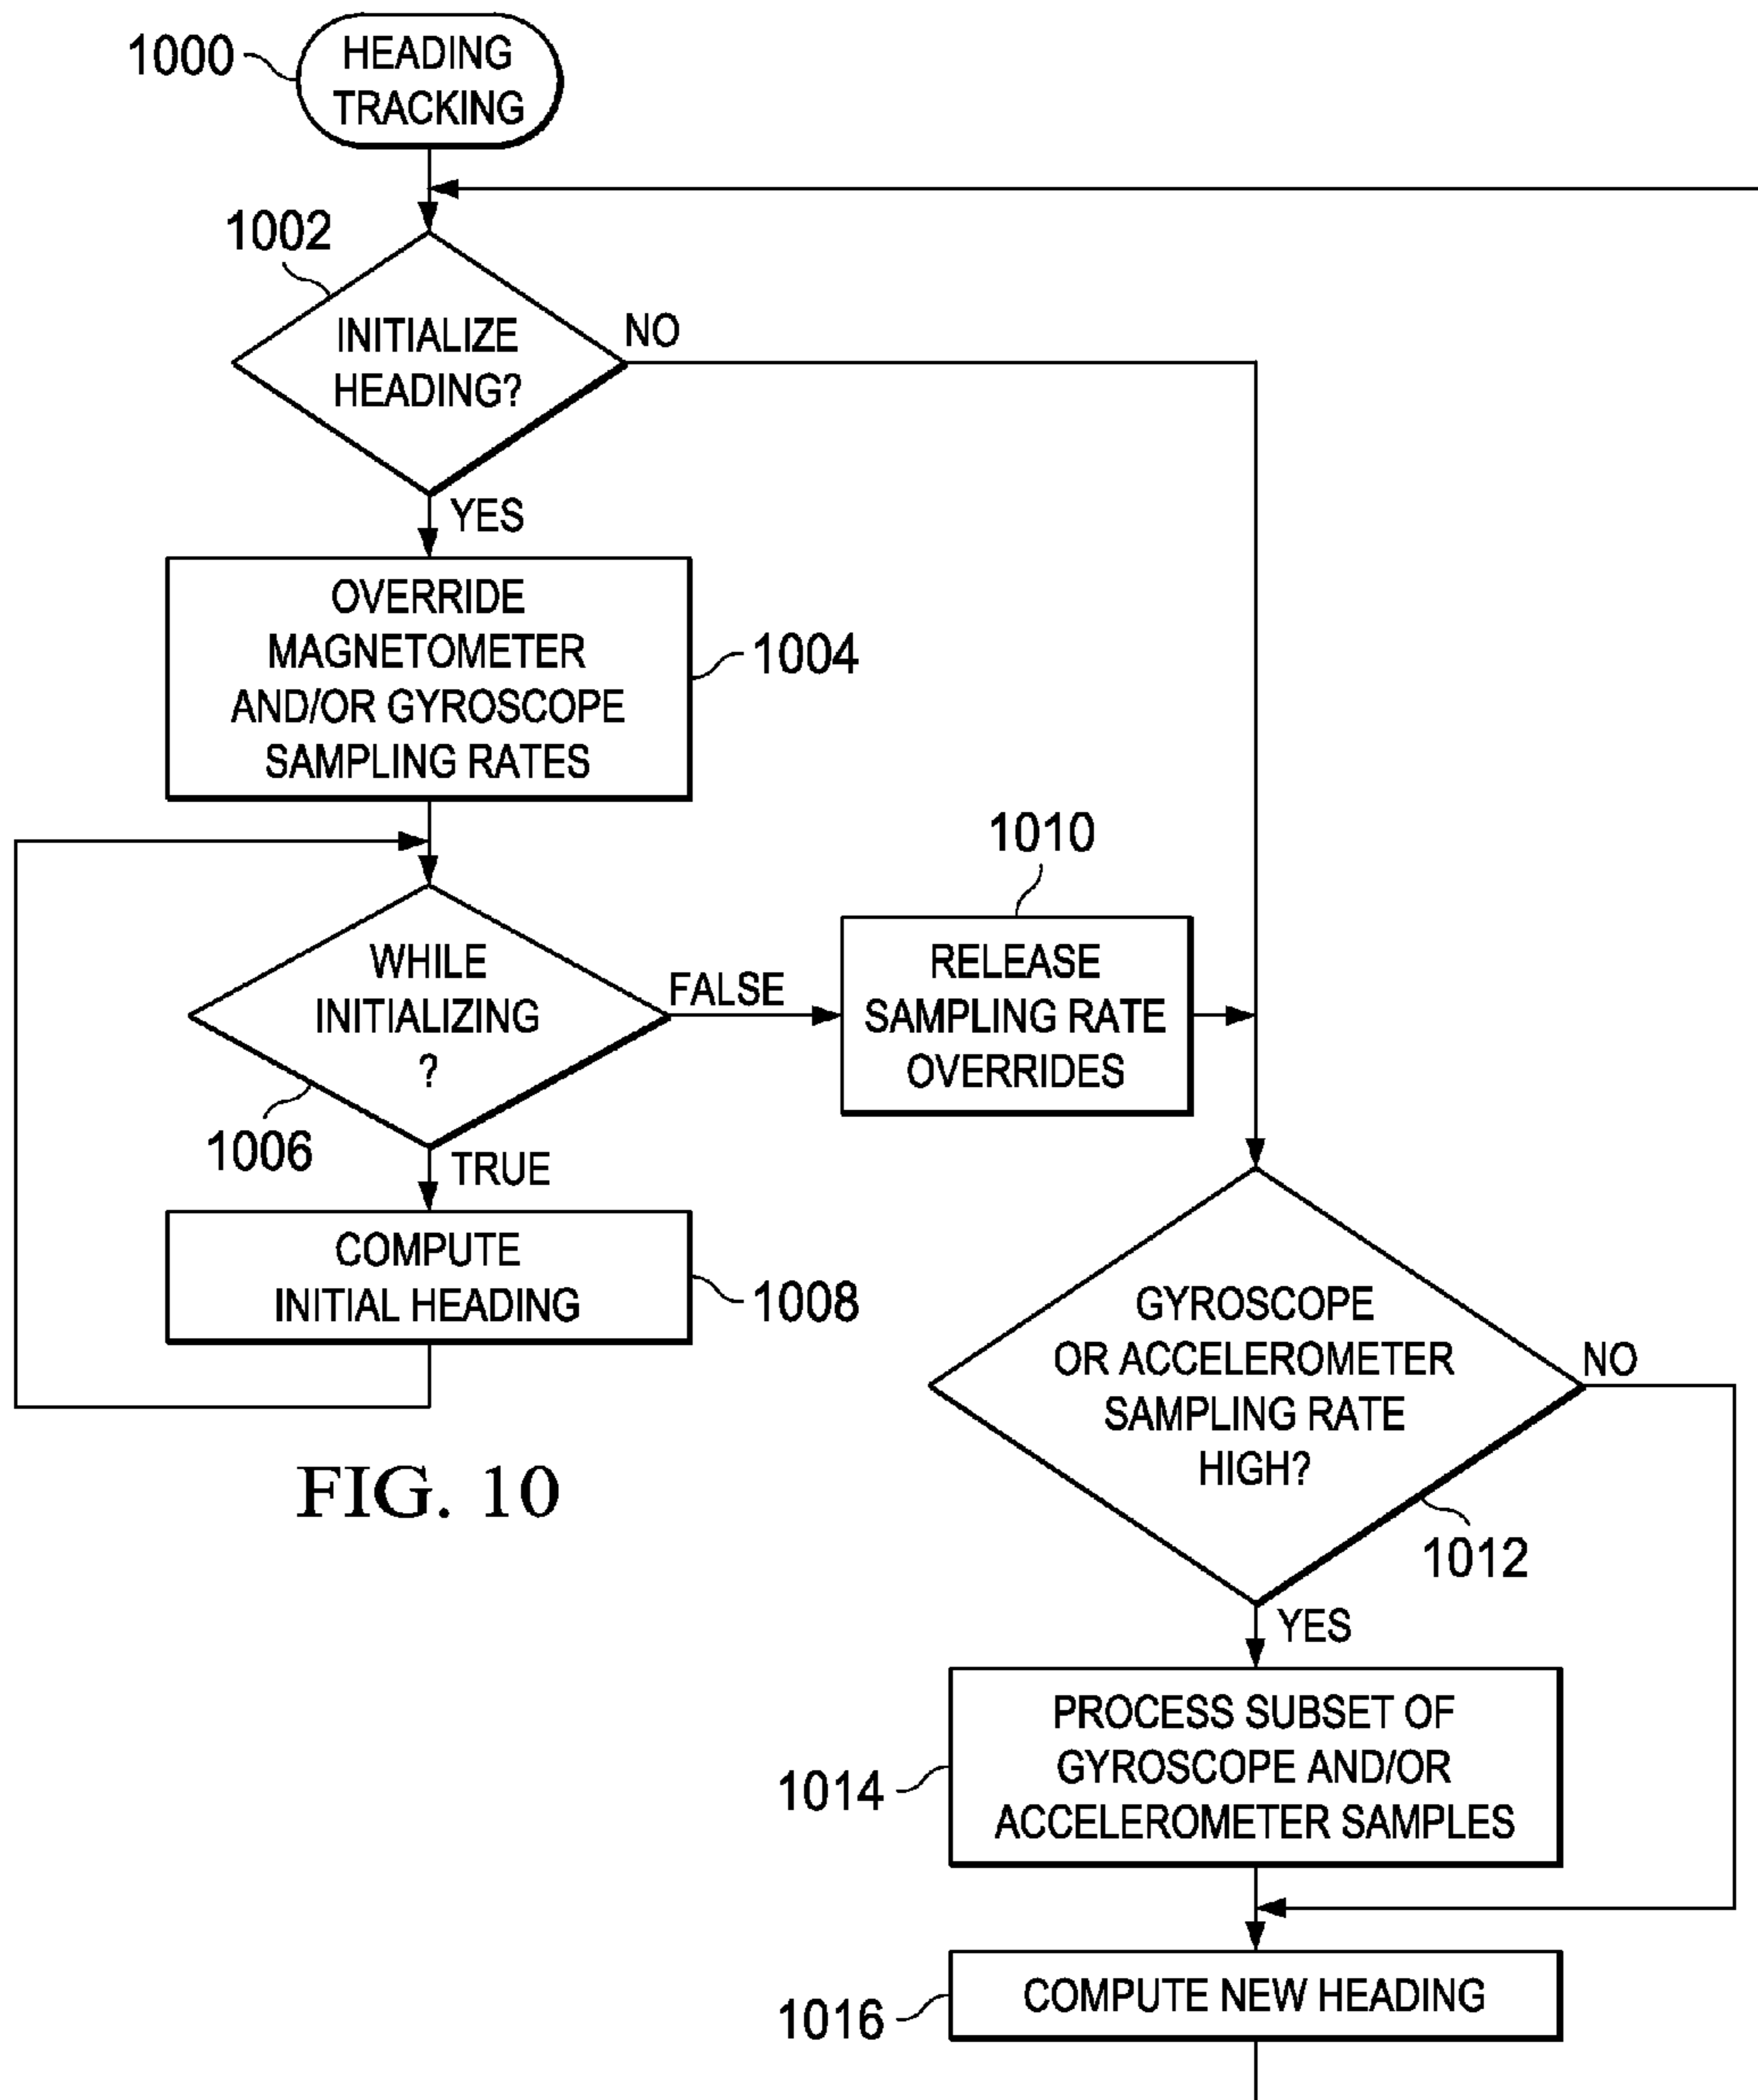 1000
HEADING
TRACKING
1002
INITIALIZE
HEADING?
NO
YES
OVERRIDE
MAGNETOMETER
AND/OR GYROSCOPE
SAMPLING RATES
1004
WHILE
INITIALIZING
?
1006
FALSE
TRUE
1010
RELEASE
SAMPLING RATE
OVERRIDES
COMPUTE
INITIAL HEADING
1008
GYROSCOPE
OR ACCELEROMETER
SAMPLING RATE
HIGH?
NO
1012
YES
FIG. 10
PROCESS SUBSET OF
GYROSCOPE AND/OR
ACCELEROMETER SAMPLES
1014
COMPUTE NEW HEADING
1016